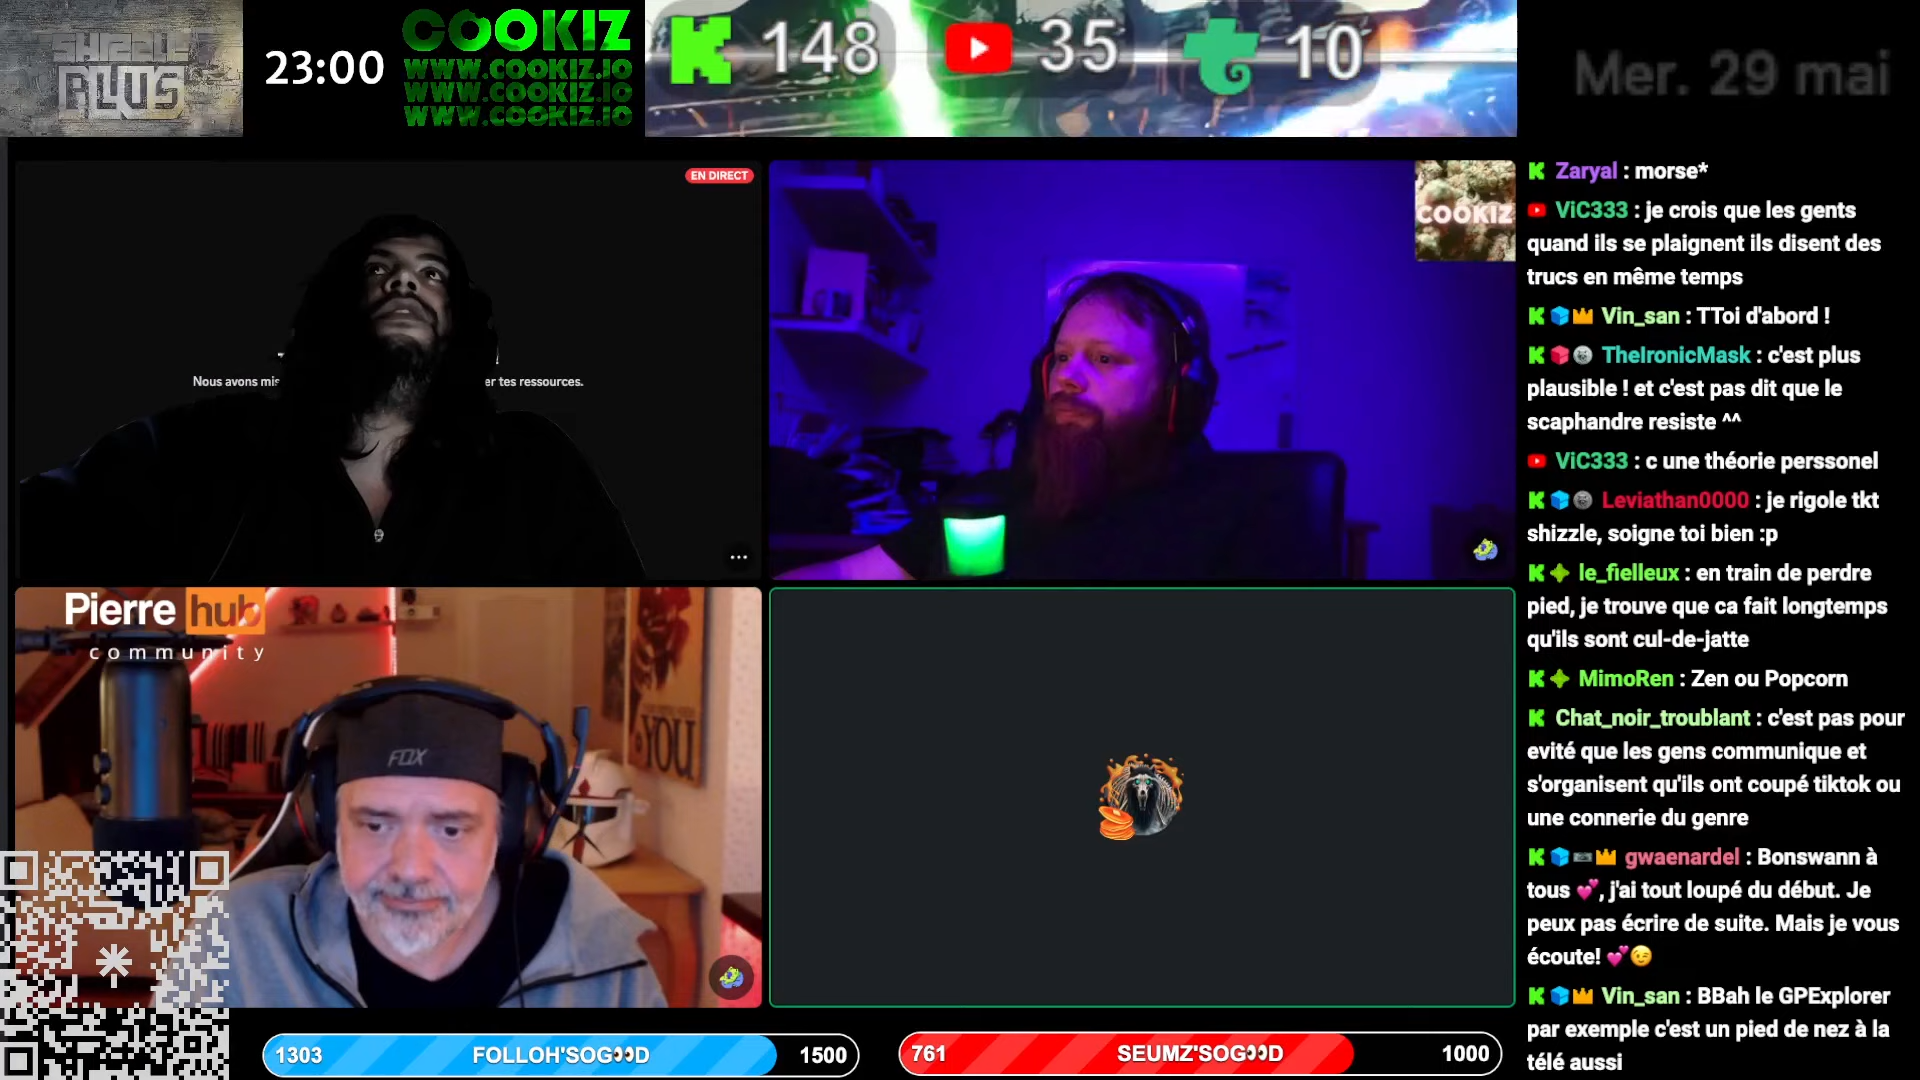 SHIZZLE
RUTS
23:00
COOKIZ
WWW.COOKIZ.IO
WWW.COOKIZ.IO
WWW.COOKIZ.IO
148
35
10
Mer. 29 mai
EN DIRECT
Nous avons mis
er tes ressources.
COOKIZ
Pierre hub
community
FOX
YOU
Zaryal : morse*
ViC333 : je crois que les gents
quand ils se plaignent ils disent des
trucs en même temps
Vin_san : TToi d'abord !
TheIronicMask : c'est plus
plausible ! et c'est pas dit que le
scaphandre resiste ^^
ViC333 : c une théorie perssonel
Leviathan0000 : je rigole tkt
shizzle, soigne toi bien :p
le_fielleux : en train de perdre
pied, je trouve que ca fait longtemps
qu'ils sont cul-de-jatte
MimoRen : Zen ou Popcorn
Chat_noir_troublant : c'est pas pour
evité que les gens communique et
s'organisent qu'ils ont coupé tiktok ou
une connerie du genre
gwaenardel : Bonswann à
tous 💕, j'ai tout loupé du début. Je
peux pas écrire de suite. Mais je vous
écoute! 💕😉
Vin_san : BBah le GPExplorer
par exemple c'est un pied de nez à la
télé aussi
1303 FOLLOH'SOG👀D 1500
761 SEUMZ'SOG👀D 1000